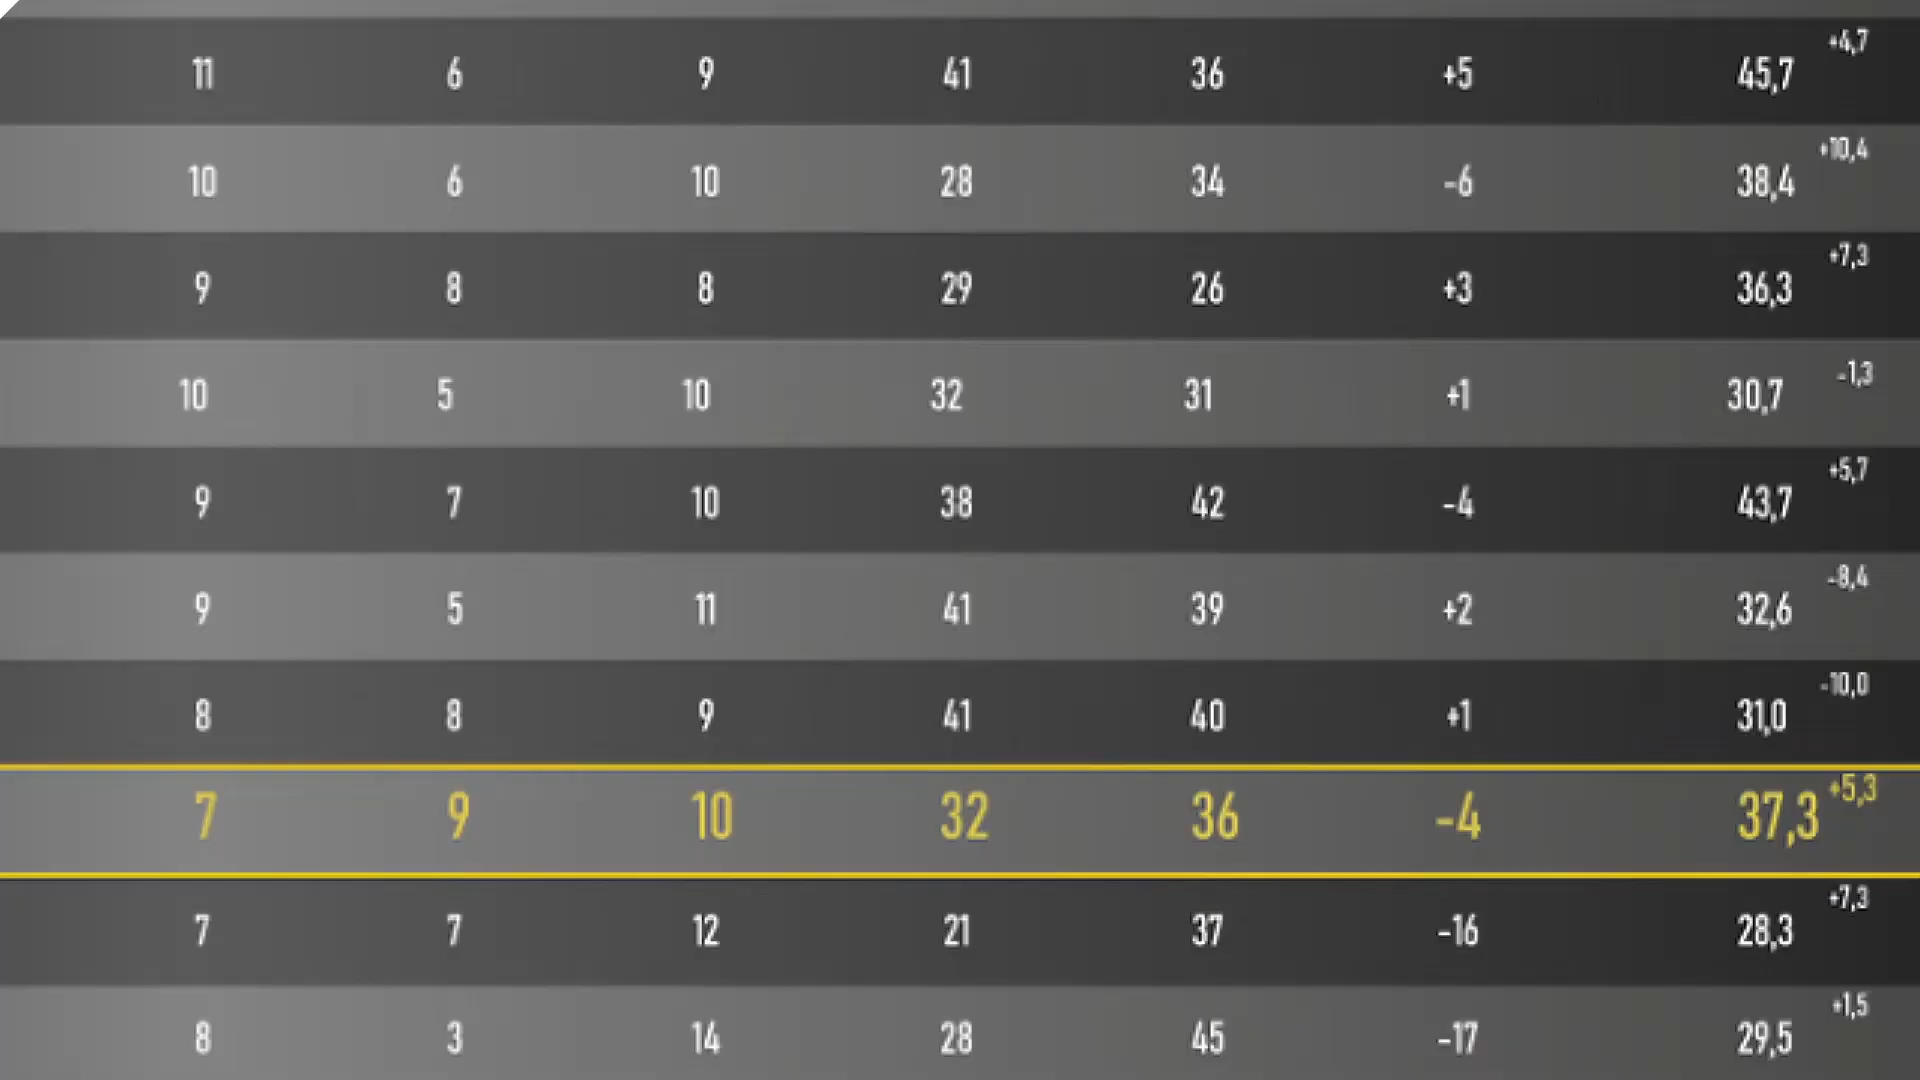 11 6 9 41 36 +5 45,7 +4,7
10 6 10 28 34 -6 38,4 +10,4
9 8 8 29 26 +3 36,3 +7,3
10 5 10 32 31 +1 30,7 -1,3
9 7 10 38 42 -4 43,7 +5,7
9 5 11 41 39 +2 32,6 -8,4
8 8 9 41 40 +1 31,0 -10,0
7 9 10 32 36 -4 37,3 +5,3
7 7 12 21 37 -16 28,3 +7,3
8 3 14 28 45 -17 29,5 +1,5